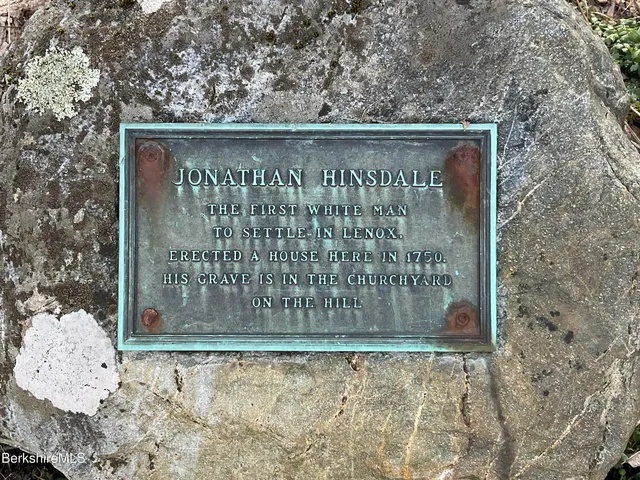 JONATHAN HINSDALE
THE FIRST WHITE MAN
TO SETTLE IN LENOX.
ERECTED A HOUSE HERE IN 1750.
HIS GRAVE IS IN THE CHURCHYARD
ON THE HILL
BerkshireMLS